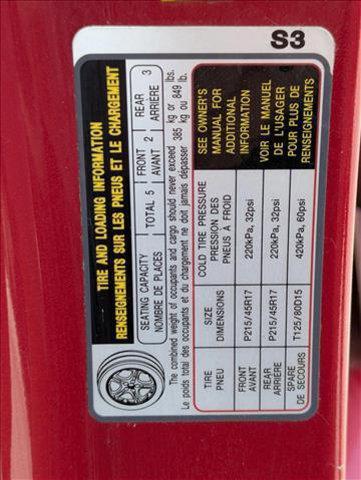 TIRE AND LOADING INFORMATION
RENSEIGNEMENTS SUR LES PNEUS ET LE CHARGEMENT
SEATING CAPACITY
NOMBRE DE PLACES
TOTAL 5
FRONT
AVANT
2
REAR
ARRIÈRE
3
The combined weight of occupants and cargo should never exceed
Le poids total des occupants et du chargement ne doit jamais dépasser
385 kg or 849 lbs.
385 kg ou 849 lb.
TIRE
PNEU
SIZE
DIMENSIONS
COLD TIRE PRESSURE
PRESSION DES
PNEUS À FROID
FRONT
AVANT
P215/45R17
220kPa, 32psi
REAR
ARRIÈRE
P215/45R17
220kPa, 32psi
SPARE
DE SECOURS
T125/80D15
420kPa, 60psi
SEE OWNER'S
MANUAL FOR
ADDITIONAL
INFORMATION
VOIR LE MANUEL
DE L'USAGER
POUR PLUS DE
RENSEIGNEMENTS
S3